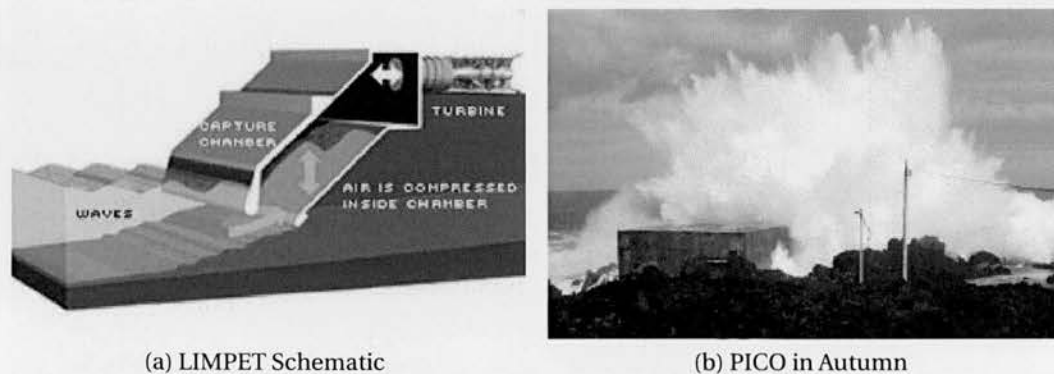 CAPTURE
CHAMBER
TURBINE
AIR IS COMPRESSED
INSIDE CHAMBER
WAVES
(a) LIMPET Schematic
(b) PICO in Autumn